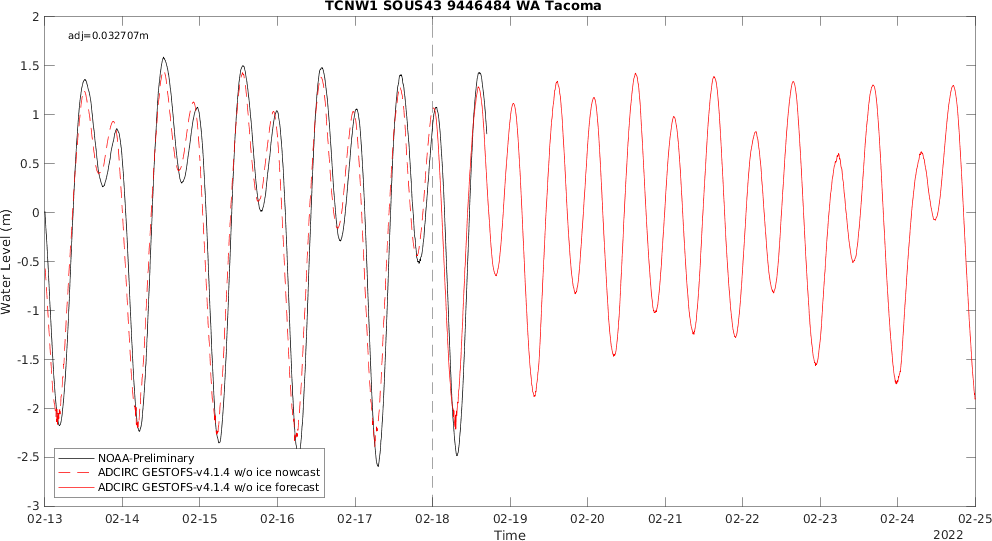 TCNW1 SOUS43 9446484 WA Tacoma
adj=0.032707m
2
1.5
1
0.5
0
-0.5
-1
-1.5
-2
-2.5
-3
Water Level (m)
NOAA-Preliminary
ADCIRC GESTOFS-v4.1.4 w/o ice nowcast
ADCIRC GESTOFS-v4.1.4 w/o ice forecast
02-13 02-14 02-15 02-16 02-17 02-18 02-19 02-20 02-21 02-22 02-23 02-24 02-25
Time
2022